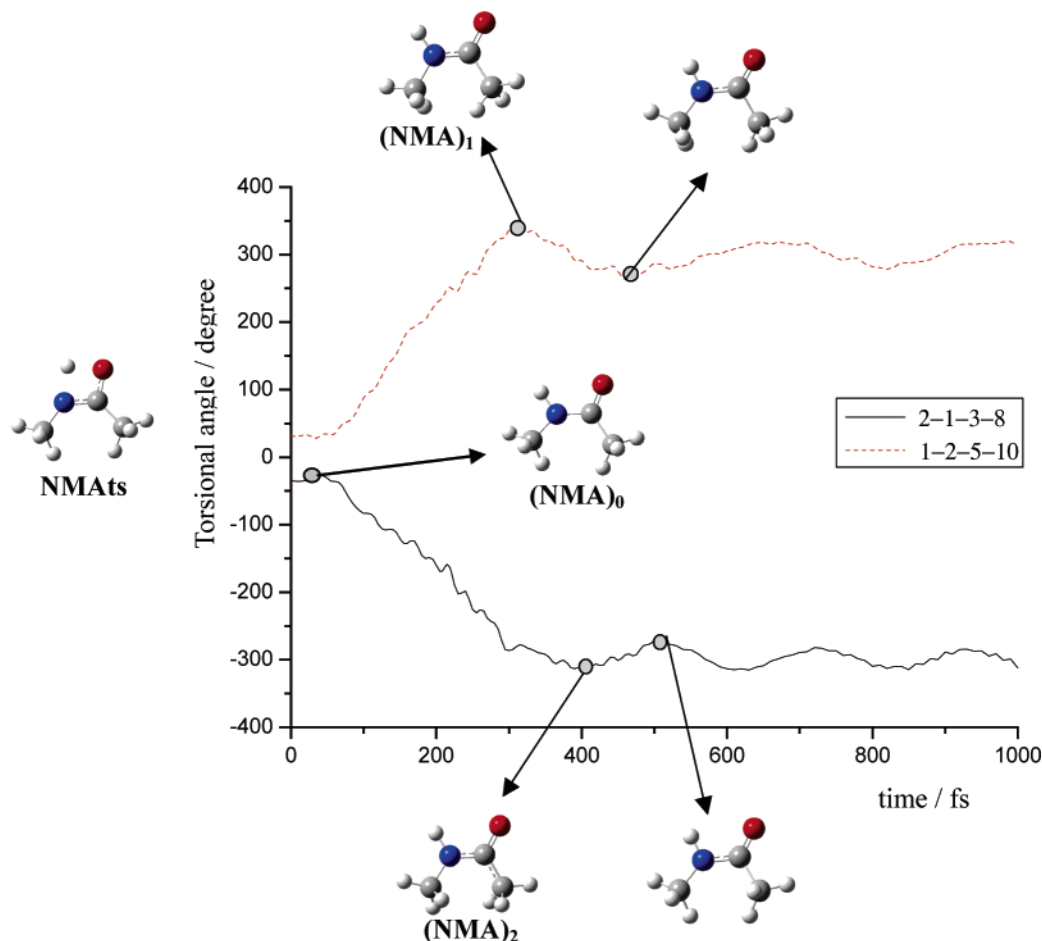 (NMA)₁
400
300
200
100
0
-100
-200
-300
-400
Torsional angle / degree
NMAts
(NMA)₀
2–1–3–8
1–2–5–10
0
200
400
600
800
1000
time / fs
(NMA)₂